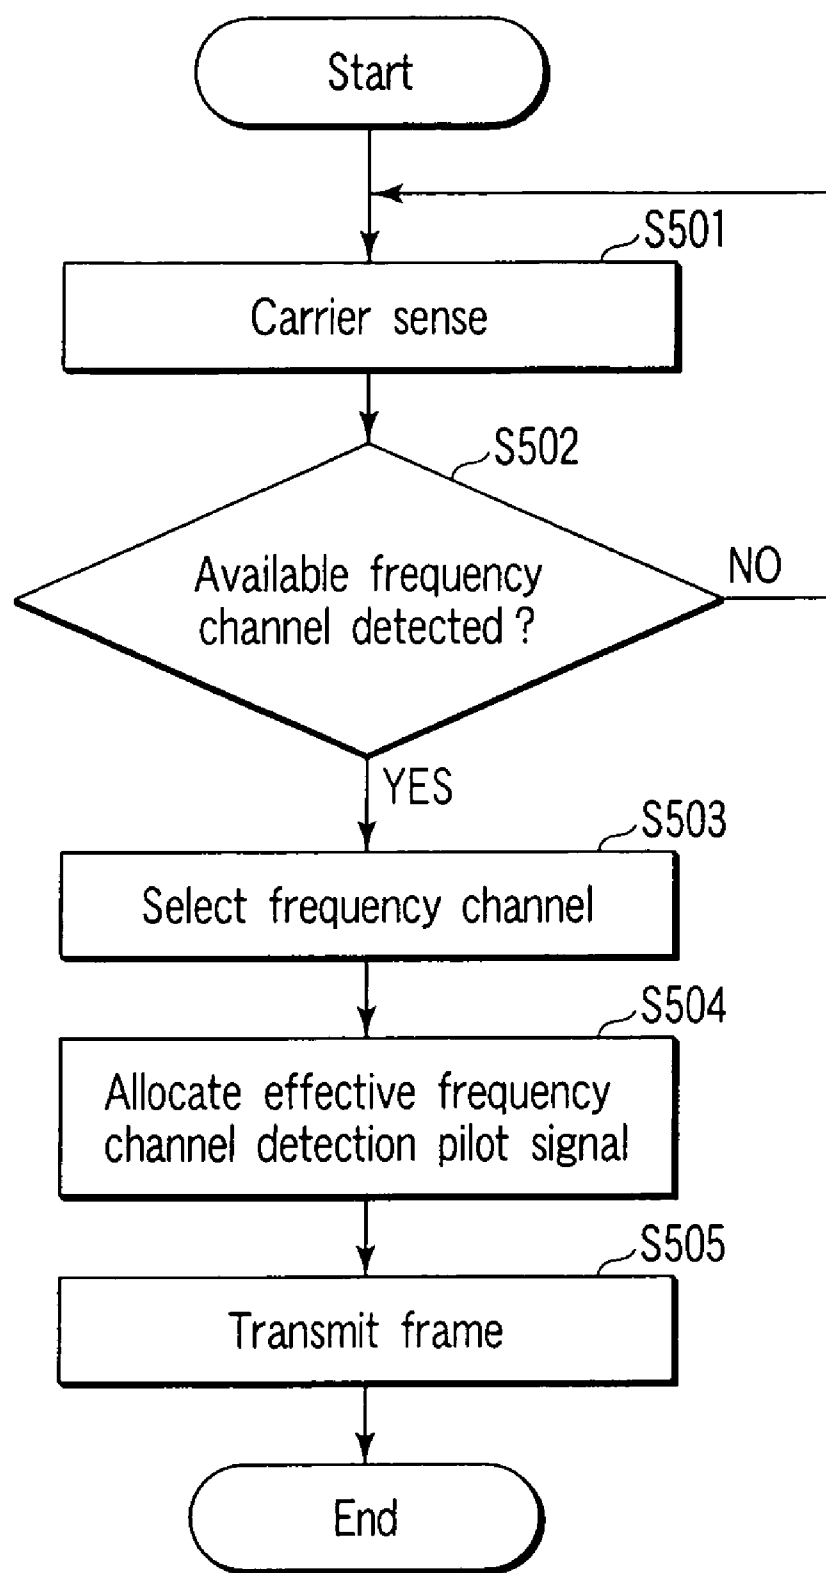 Start
S501
Carrier sense
S502
Available frequency
channel detected ?
NO
YES
S503
Select frequency channel
S504
Allocate effective frequency
channel detection pilot signal
S505
Transmit frame
End